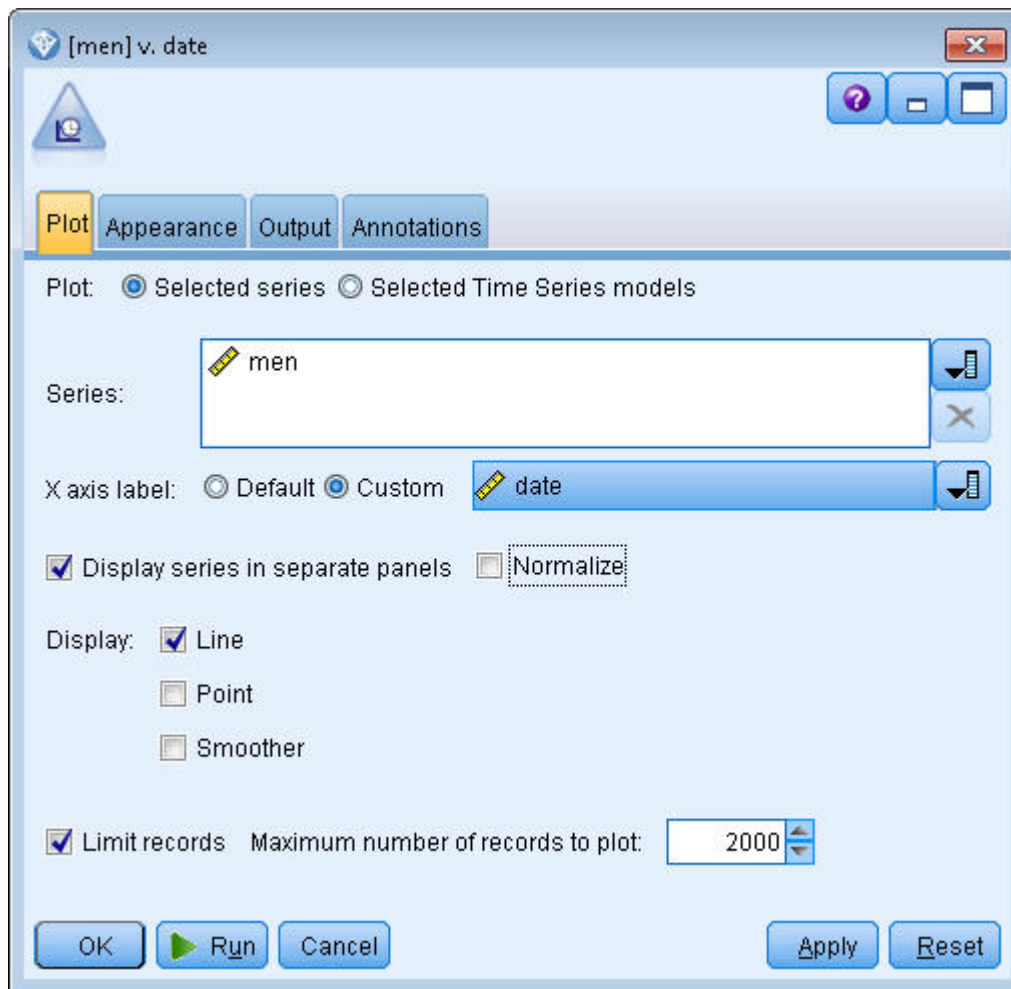 [men] v. date
Plot Appearance Output Annotations
Plot: Selected series Selected Time Series models
Series: men
X axis label: Default Custom date
Display series in separate panels Normalize
Display: Line
Point
Smoother
Limit records Maximum number of records to plot: 2000
OK Run Cancel Apply Reset